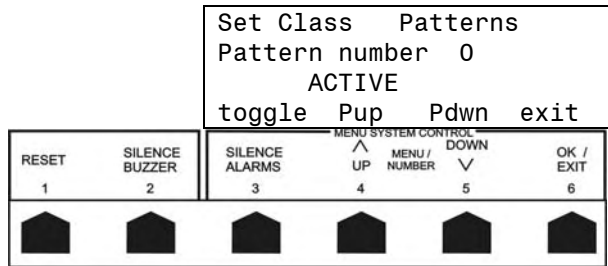 Set Class Patterns
Pattern number 0
ACTIVE
toggle Pup Pdwn exit
MENU SYSTEM CONTROL
RESET
SILENCE
BUZZER
SILENCE
ALARMS
UP
MENU /
NUMBER
DOWN
OK /
EXIT
1 2 3 4 5 6